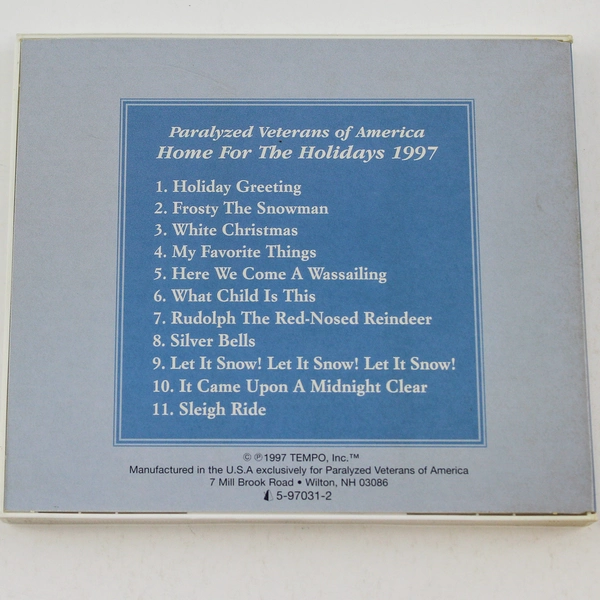 Paralyzed Veterans of America
Home For The Holidays 1997
1. Holiday Greeting
2. Frosty The Snowman
3. White Christmas
4. My Favorite Things
5. Here We Come A Wassailing
6. What Child Is This
7. Rudolph The Red-Nosed Reindeer
8. Silver Bells
9. Let It Snow! Let It Snow! Let It Snow!
10. It Came Upon A Midnight Clear
11. Sleigh Ride
© ℗1997 TEMPO, Inc.™
Manufactured in the U.S.A exclusively for Paralyzed Veterans of America
7 Mill Brook Road • Wilton, NH 03086
5-97031-2